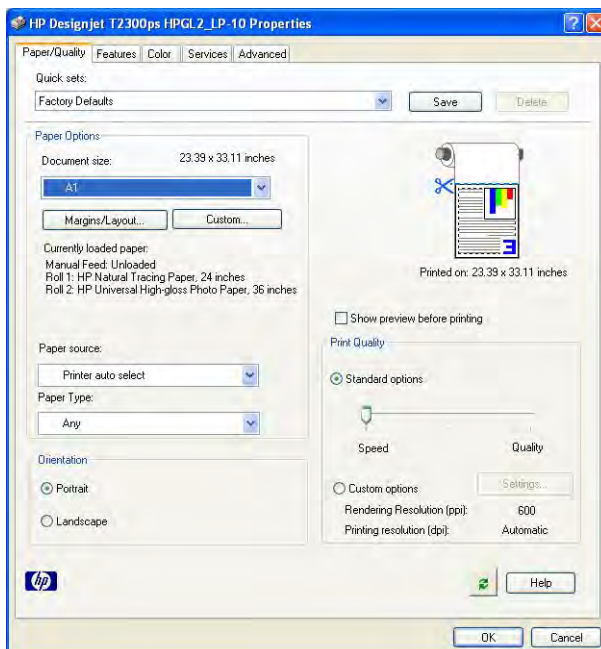 HP Designjet T2300ps HPGL2_LP-10 Properties
Paper/Quality Features Color Services Advanced
Quick sets:
Factory Defaults
Save
Delete
Paper Options
Document size:
23.39 x 33.11 inches
A1
Margins/Layout...
Custom...
Currently loaded paper:
Manual Feed: Unloaded
Roll 1: HP Natural Tracing Paper, 24 inches
Roll 2: HP Universal High-gloss Photo Paper, 36 inches
3
Printed on: 23.39 x 33.11 inches
Show preview before printing
Paper source:
Printer auto select
Paper Type:
Any
Print Quality
Standard options
Speed
Quality
Orientation
Portrait
Landscape
Custom options
Settings...
Rendering Resolution (ppi):
600
Printing resolution (dpi):
Automatic
hp
Help
OK
Cancel